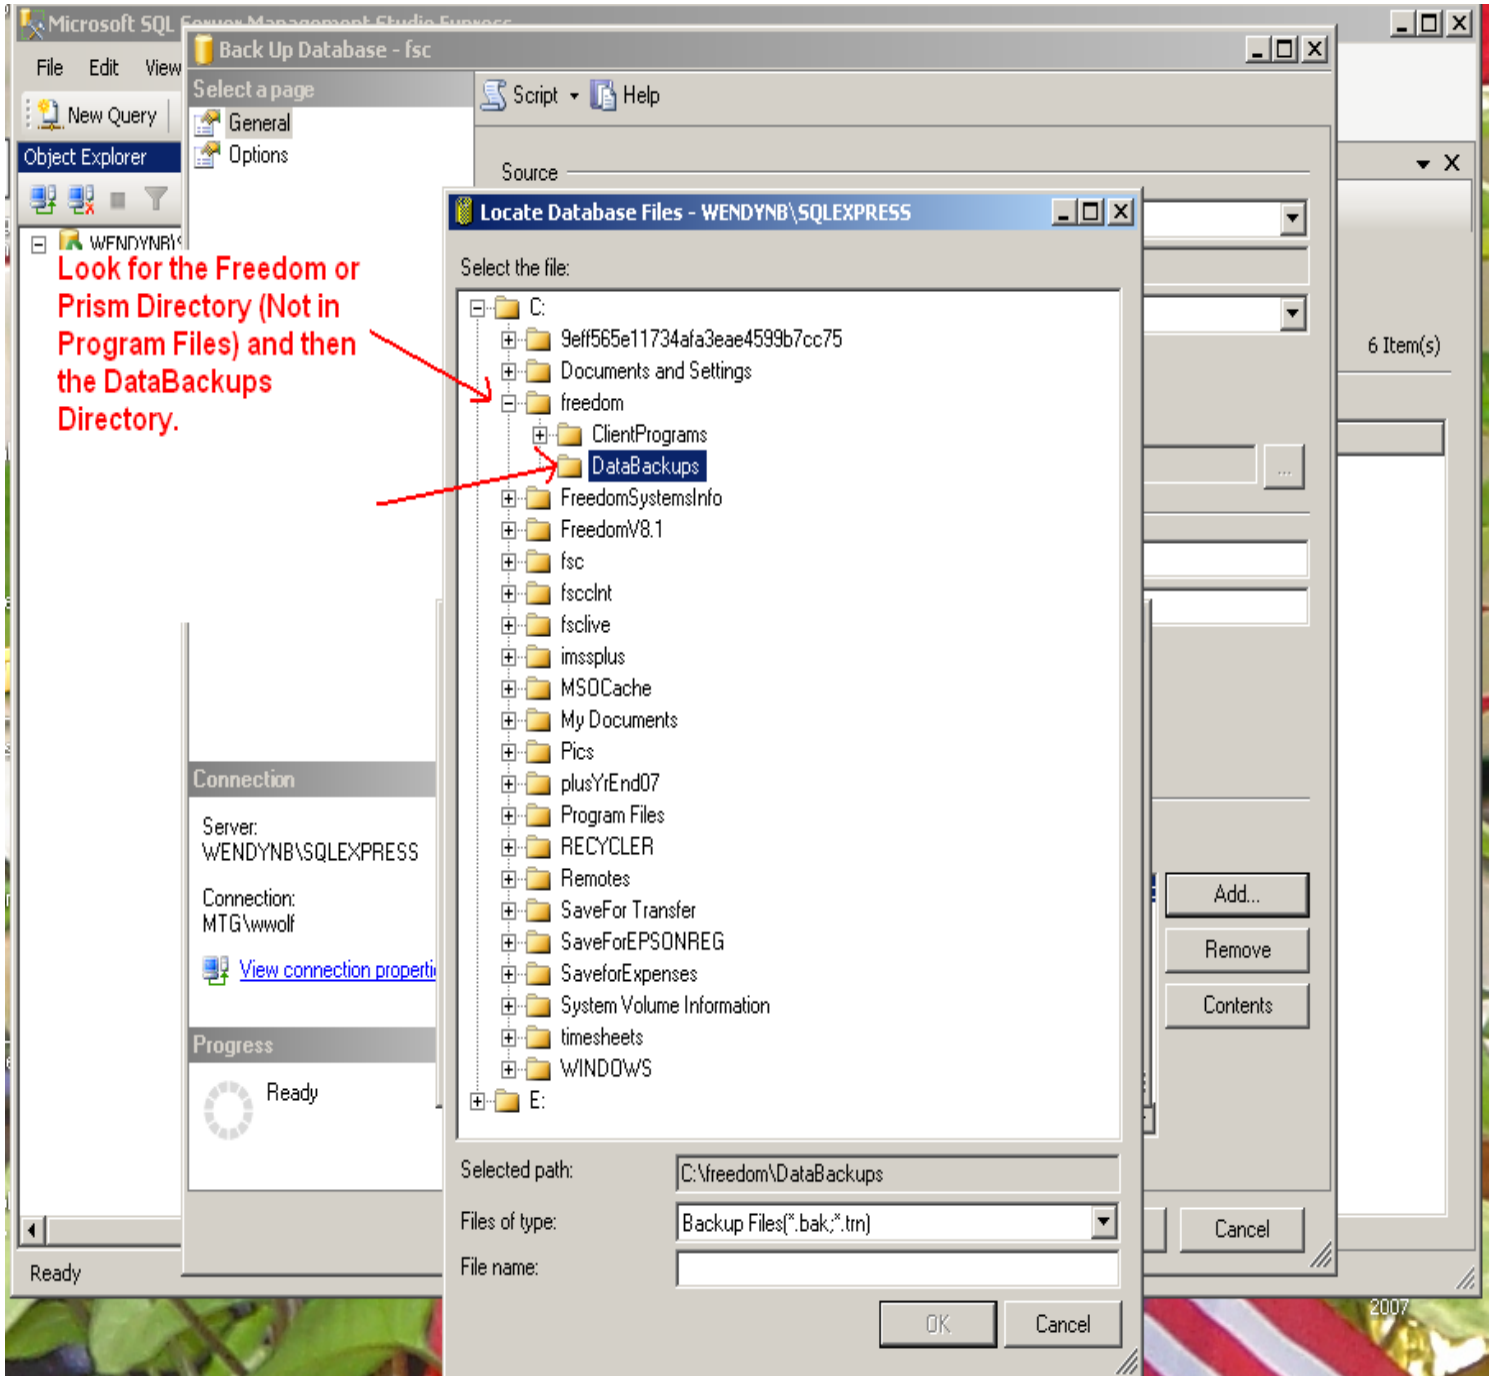 Microsoft SQL Server Management Studio Express
Back Up Database - fsc
File Edit View
Select a page
Script Help
New Query
General
Object Explorer
Options
Source
Locate Database Files - WENDYNB\SQLEXPRESS
Look for the Freedom or
Prism Directory (Not in
Program Files) and then
the DataBackups
Directory.
Select the file:
C:
9eff565e11734afa3eae4599b7cc75
6 Item(s)
Documents and Settings
freedom
ClientPrograms
DataBackups
...
FreedomSystemsInfo
FreedomV8.1
fsc
fscclnt
fsclive
imssplus
MSOCache
My Documents
Pics
plusYrEnd07
Program Files
RECYCLER
Remotes
SaveFor Transfer
SaveForEPSONREG
SaveforExpenses
System Volume Information
timesheets
WINDOWS
E:
Connection
Server:
WENDYNB\SQLEXPRESS
Connection:
MTG\wwolf
View connection properti
Progress
Ready
Add...
Remove
Contents
Selected path: C:\freedom\DataBackups
Files of type: Backup Files(*.bak;*.trn)
File name:
OK Cancel
Cancel
Ready
2007